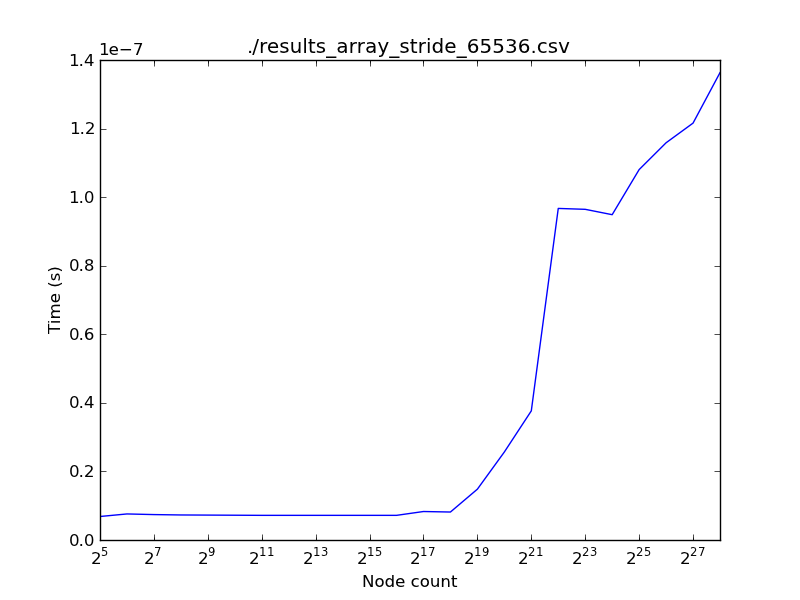 ./results_array_stride_65536.csv
1e−7
1.4
1.2
1.0
0.8
0.6
0.4
0.2
0.0
Time (s)
2^5 2^7 2^9 2^11 2^13 2^15 2^17 2^19 2^21 2^23 2^25 2^27
Node count